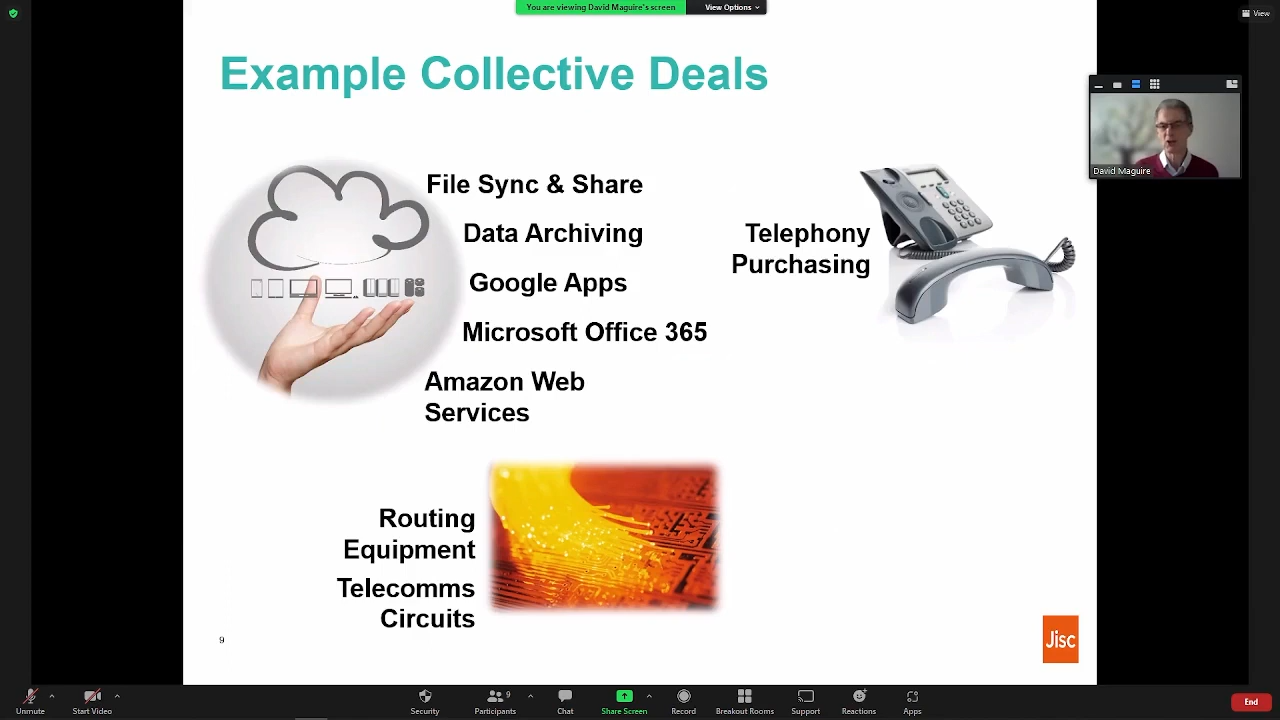 You are viewing David Maguire's screen
View Options
View
Example Collective Deals
David Maguire
File Sync & Share
Data Archiving
Google Apps
Microsoft Office 365
Amazon Web
Services
Telephony
Purchasing
Routing
Equipment
Telecomms
Circuits
9
Jisc
Unmute
Start Video
Security
Participants
9
Chat
Share Screen
Record
Breakout Rooms
Support
Reactions
Apps
End